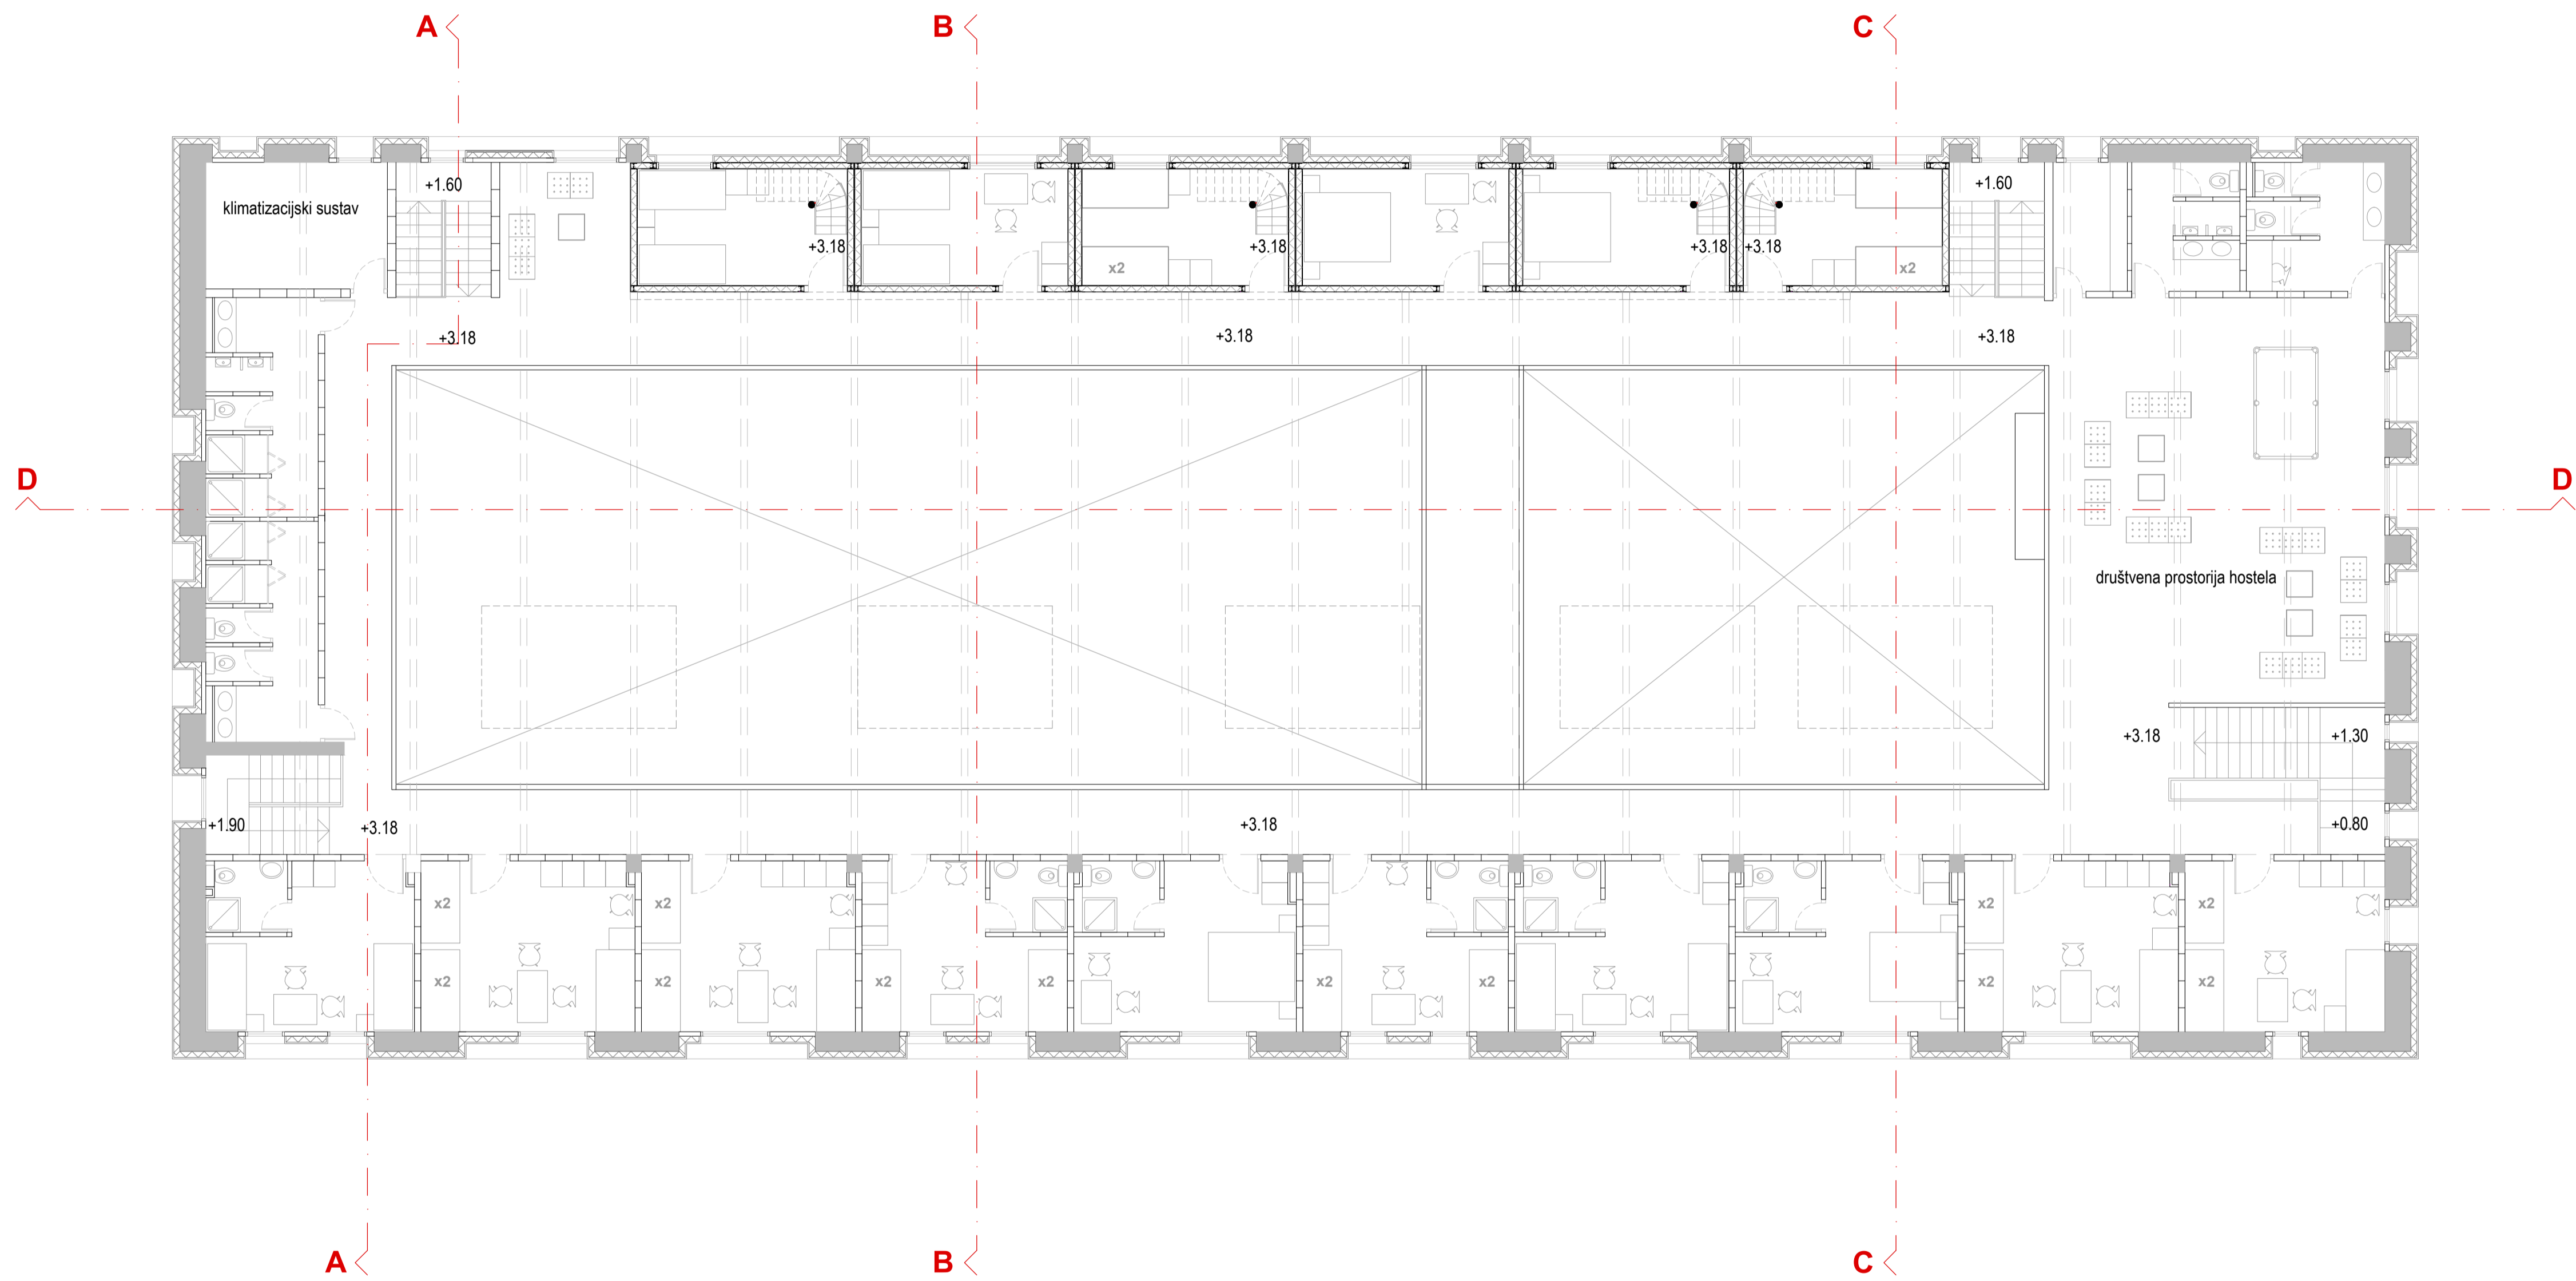 A
B
C
+1.60
+1.60
klimatizacijski sustav
+3.18
+3.18
+3.18
+3.18
x2
x2
+3.18
+3.18
+3.18
D
D
društvena prostorija hostela
+3.18
+1.30
+1.90
+3.18
+3.18
+0.80
x2
x2
x2
x2
x2
x2
x2
x2
x2
x2
x2
x2
A
B
C